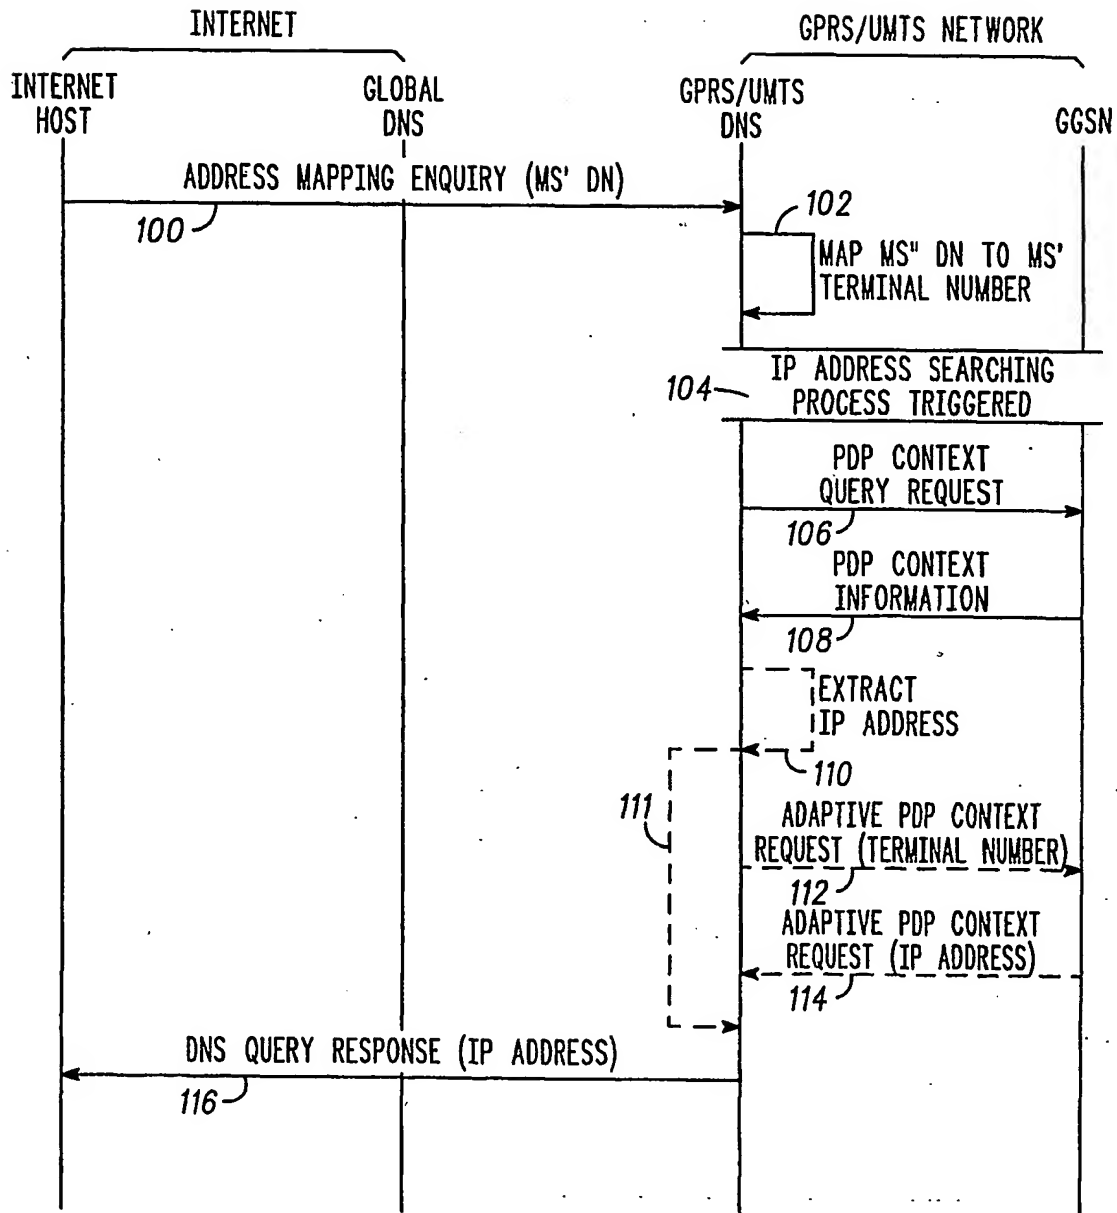 INTERNET
GPRS/UMTS NETWORK
INTERNET
HOST
GLOBAL
DNS
GPRS/UMTS
DNS
GGSN
ADDRESS MAPPING ENQUIRY (MS' DN)
100
102
MAP MS" DN TO MS'
TERMINAL NUMBER
104
IP ADDRESS SEARCHING
PROCESS TRIGGERED
PDP CONTEXT
QUERY REQUEST
106
PDP CONTEXT
INFORMATION
108
EXTRACT
IP ADDRESS
110
111
ADAPTIVE PDP CONTEXT
REQUEST (TERMINAL NUMBER)
112
ADAPTIVE PDP CONTEXT
REQUEST (IP ADDRESS)
114
DNS QUERY RESPONSE (IP ADDRESS)
116